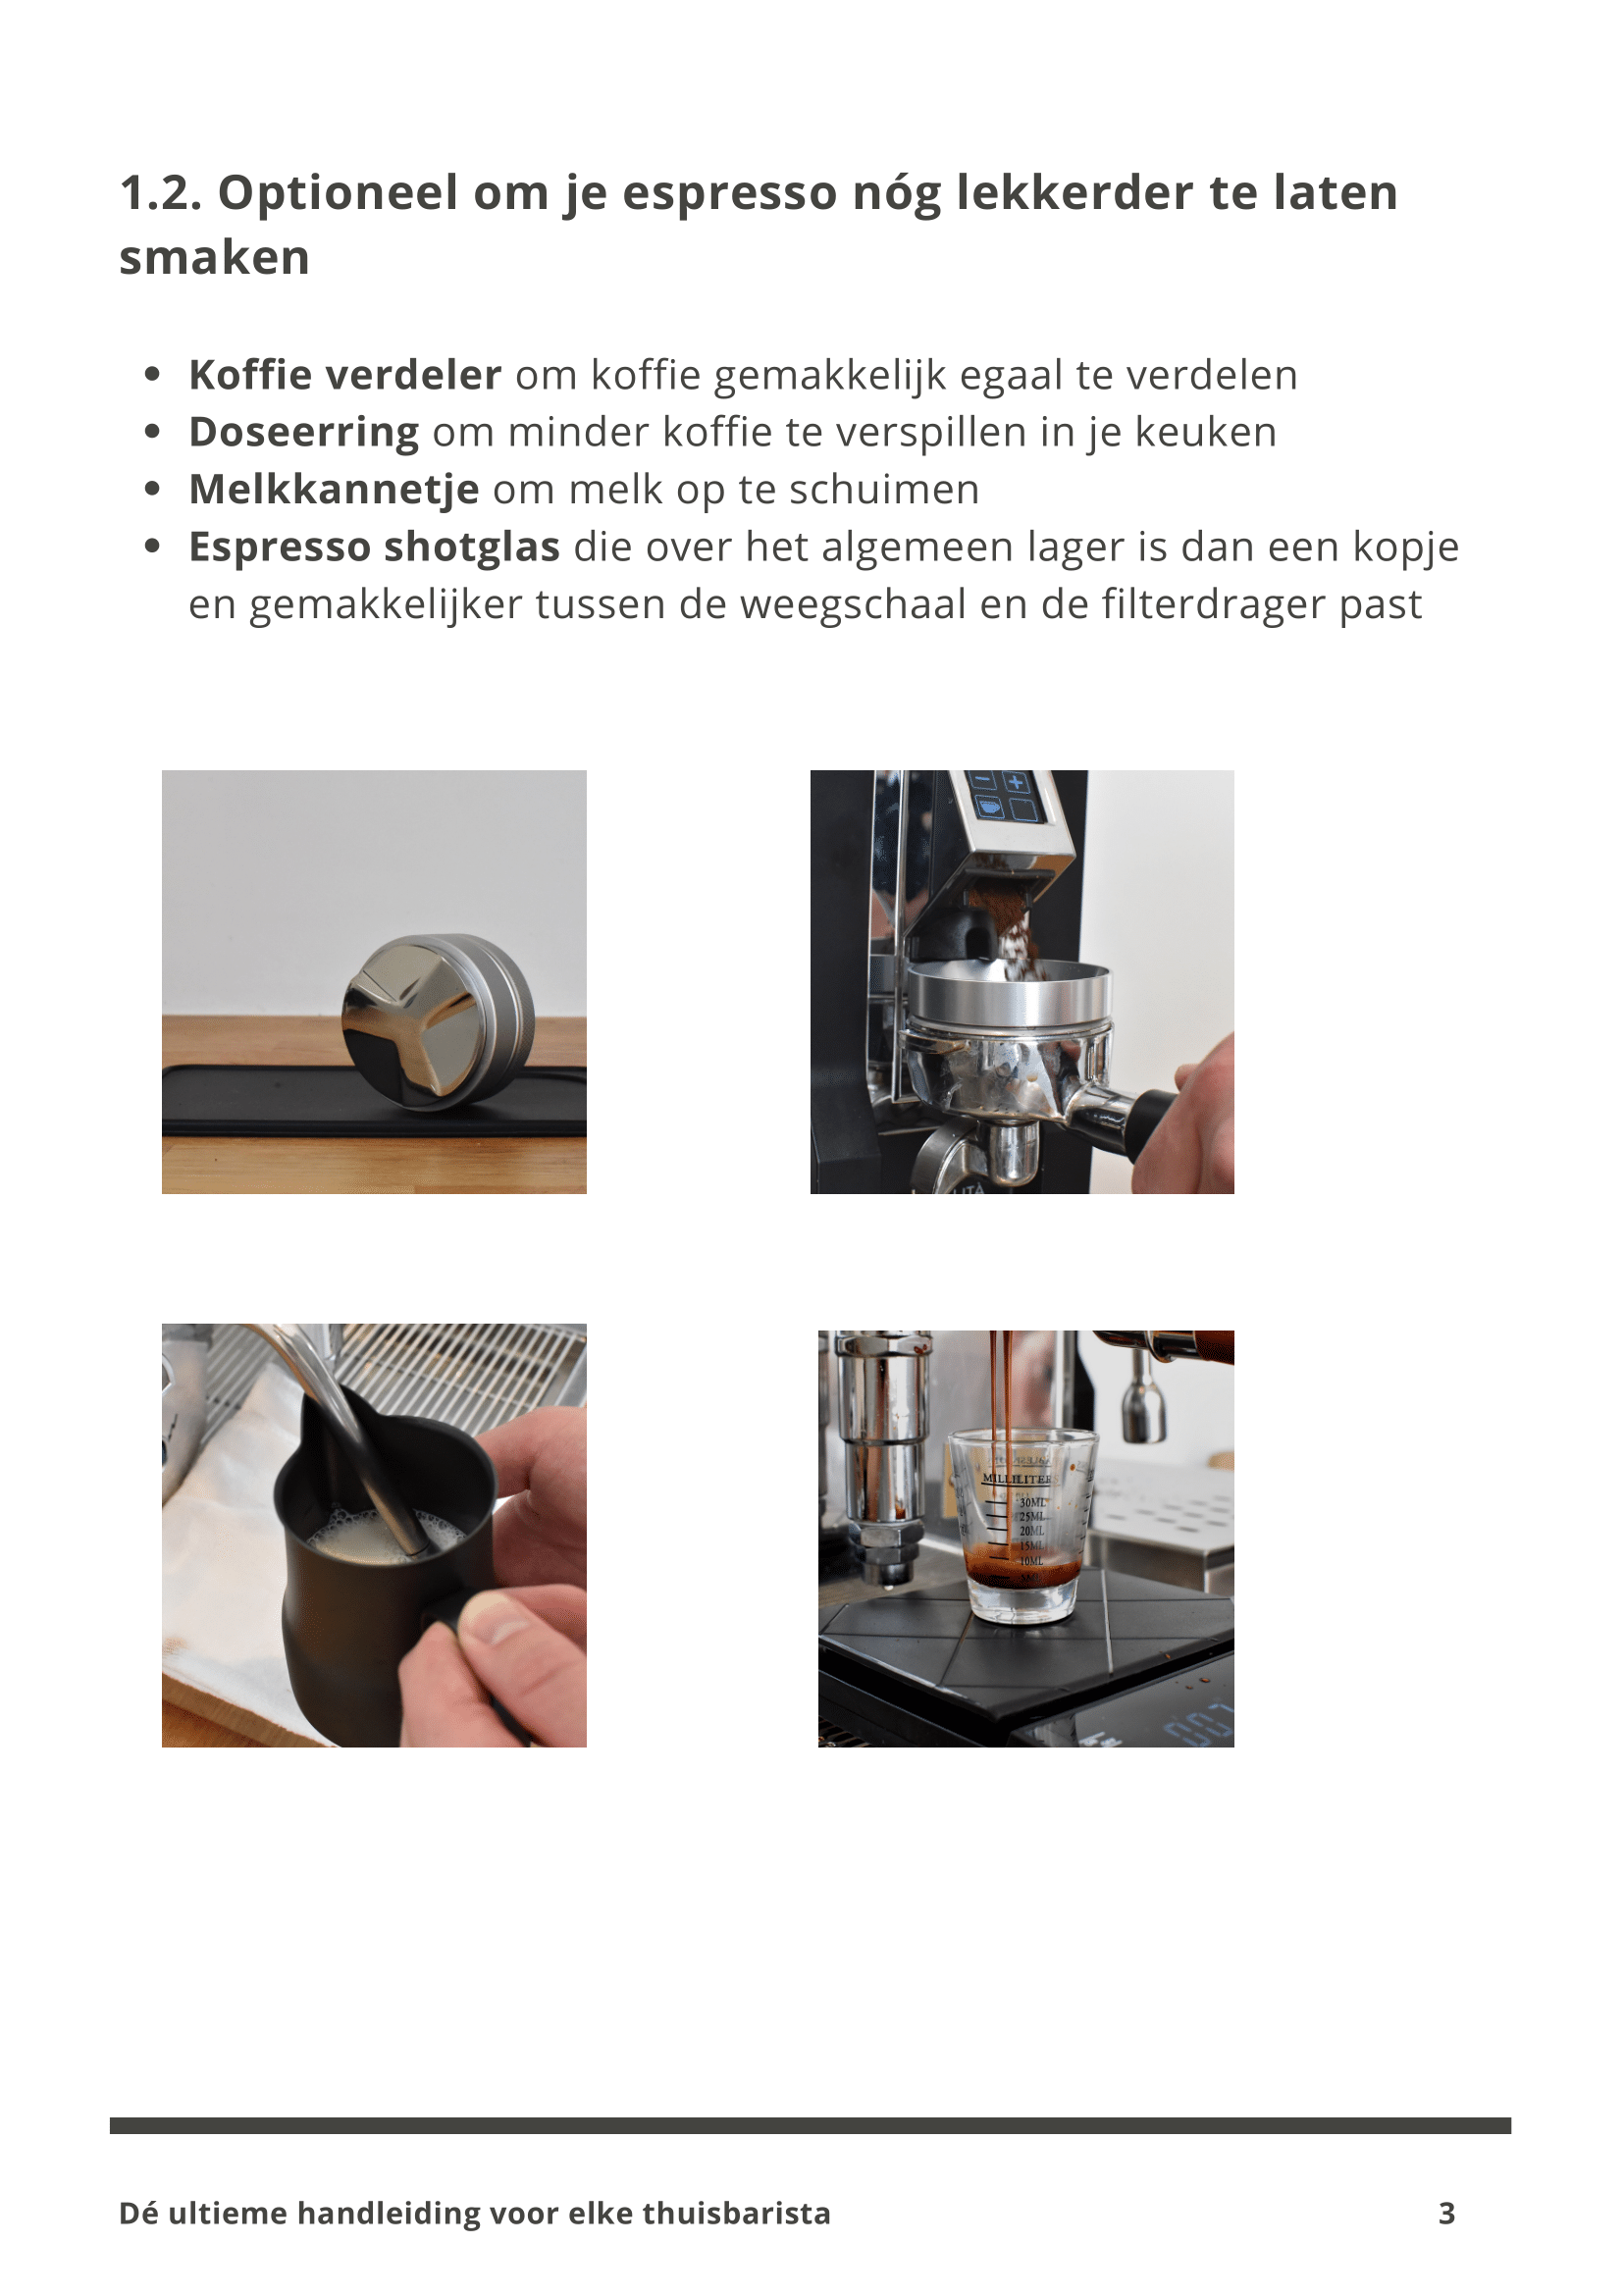 1.2. Optioneel om je espresso nóg lekkerder te laten
smaken
• Koffie verdeler om koffie gemakkelijk egaal te verdelen
• Doseerring om minder koffie te verspillen in je keuken
• Melkkannetje om melk op te schuimen
• Espresso shotglas die over het algemeen lager is dan een kopje
en gemakkelijker tussen de weegschaal en de filterdrager past
MILLILITERS
30ML
25ML
20ML
15ML
10ML
5ML
Dé ultieme handleiding voor elke thuisbarista
3